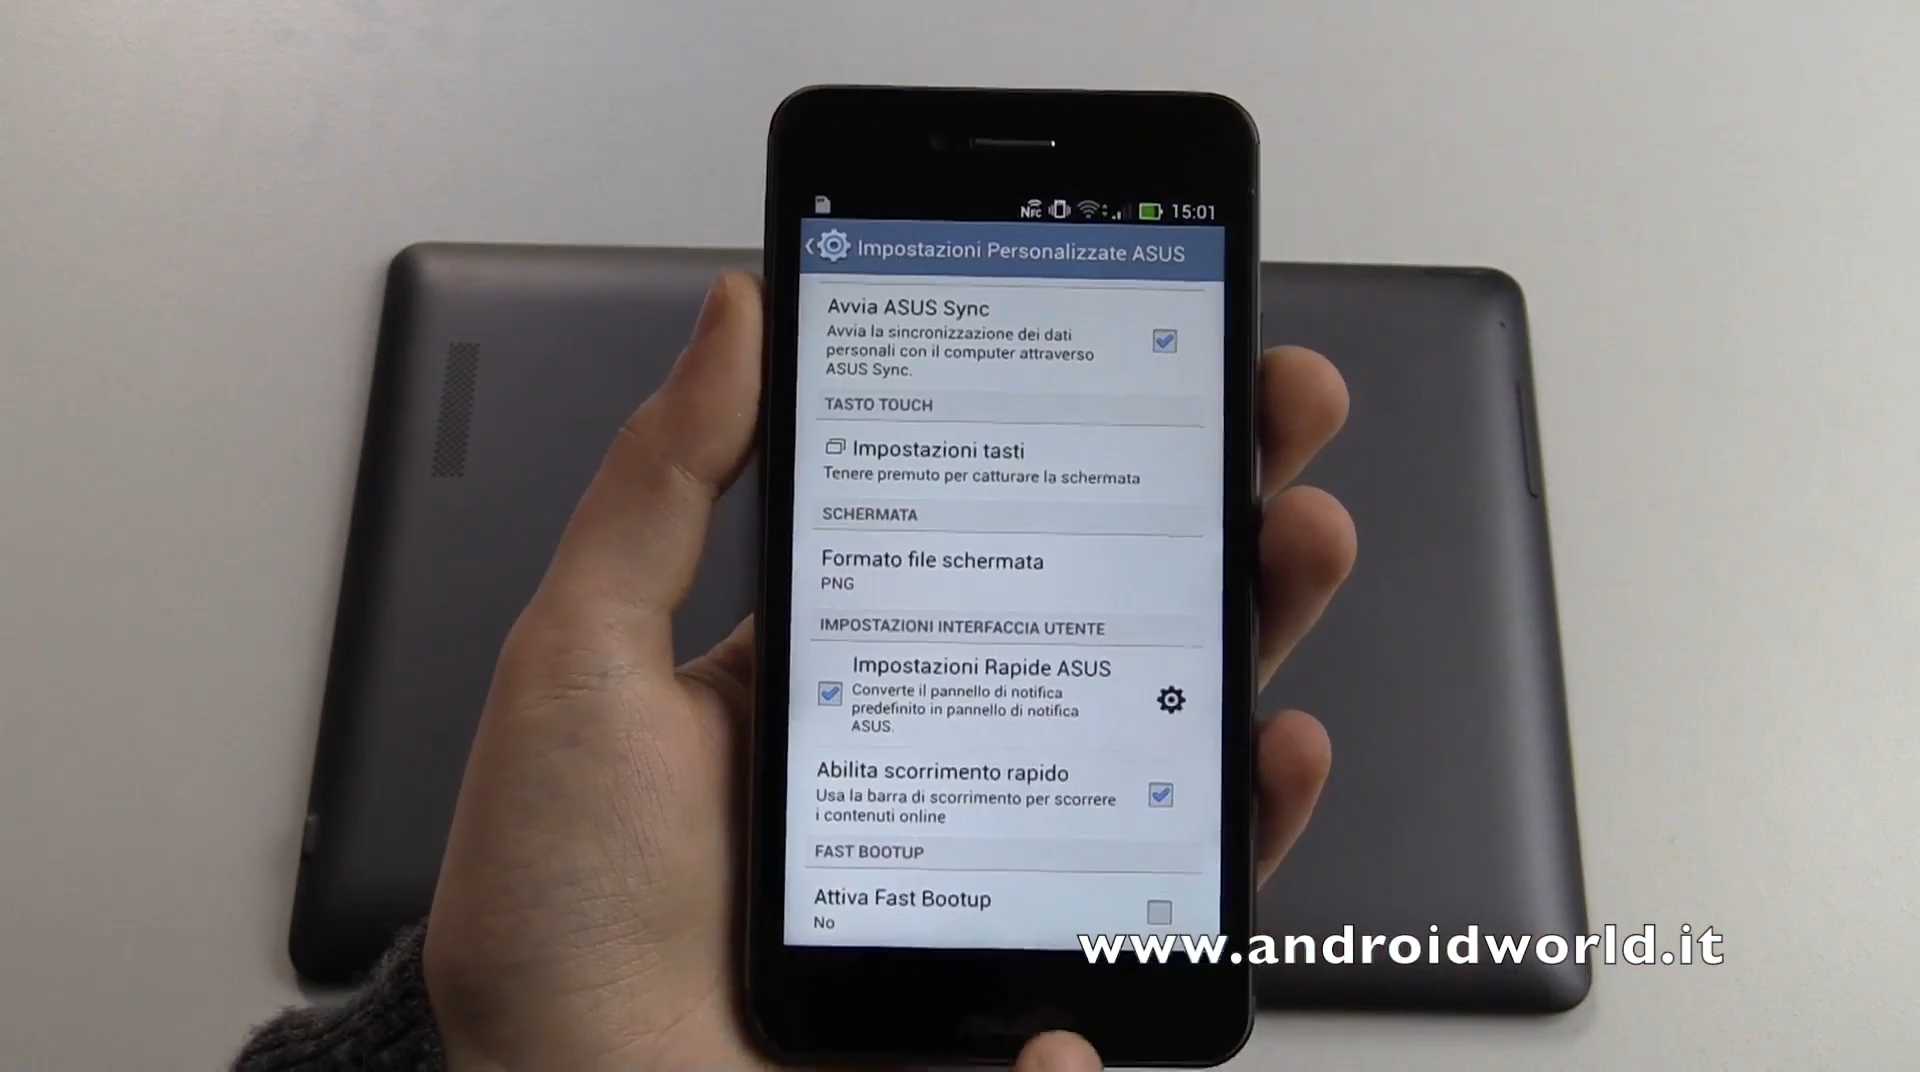 NFC 15:01
Impostazioni Personalizzate ASUS
Avvia ASUS Sync
Avvia la sincronizzazione dei dati
personali con il computer attraverso
ASUS Sync.
TASTO TOUCH
Impostazioni tasti
Tenere premuto per catturare la schermata
SCHERMATA
Formato file schermata
PNG
IMPOSTAZIONI INTERFACCIA UTENTE
Impostazioni Rapide ASUS
Converte il pannello di notifica
predefinito in pannello di notifica
ASUS.
Abilita scorrimento rapido
Usa la barra di scorrimento per scorrere
i contenuti online
FAST BOOTUP
Attiva Fast Bootup
No
www.androidworld.it